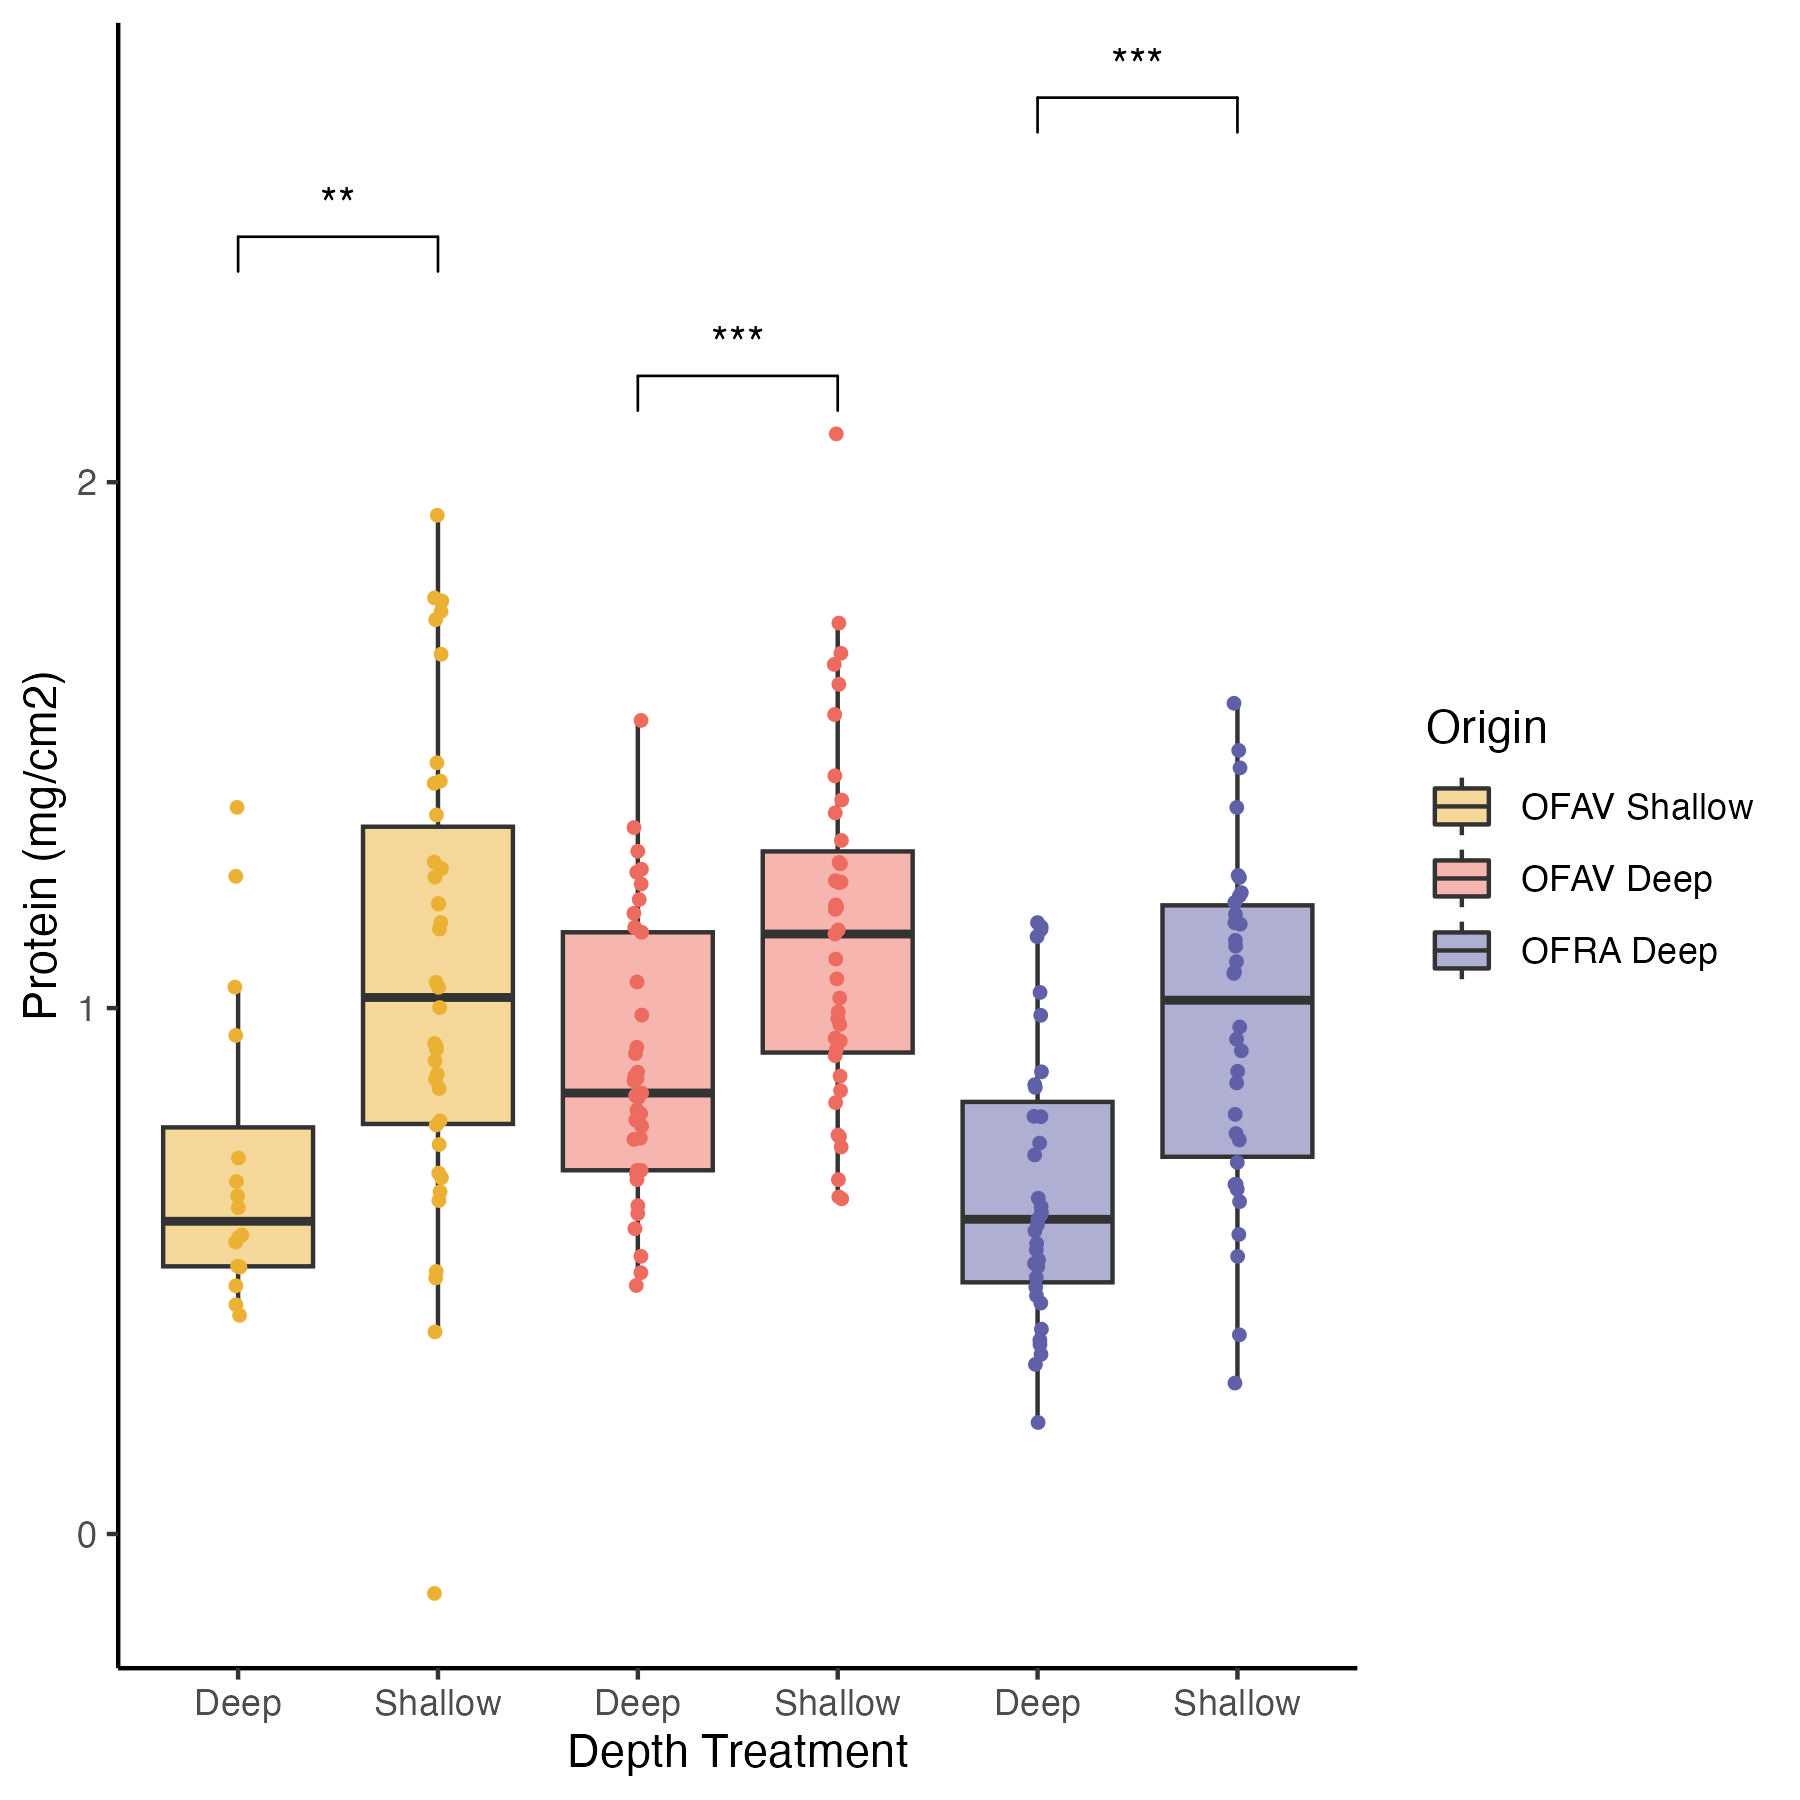 ***
**
***
2
1
0
Protein (mg/cm2)
Deep Shallow Deep Shallow Deep Shallow
Depth Treatment
Origin
OFAV Shallow
OFAV Deep
OFRA Deep